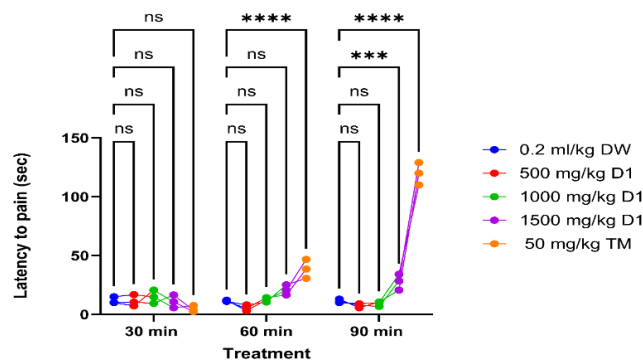 ns
****
****
ns
ns
***
ns
ns
ns
ns
ns
ns
150
100
50
0
Latency to pain (sec)
30 min
60 min
90 min
Treatment
0.2 ml/kg DW
500 mg/kg D1
1000 mg/kg D1
1500 mg/kg D1
50 mg/kg TM